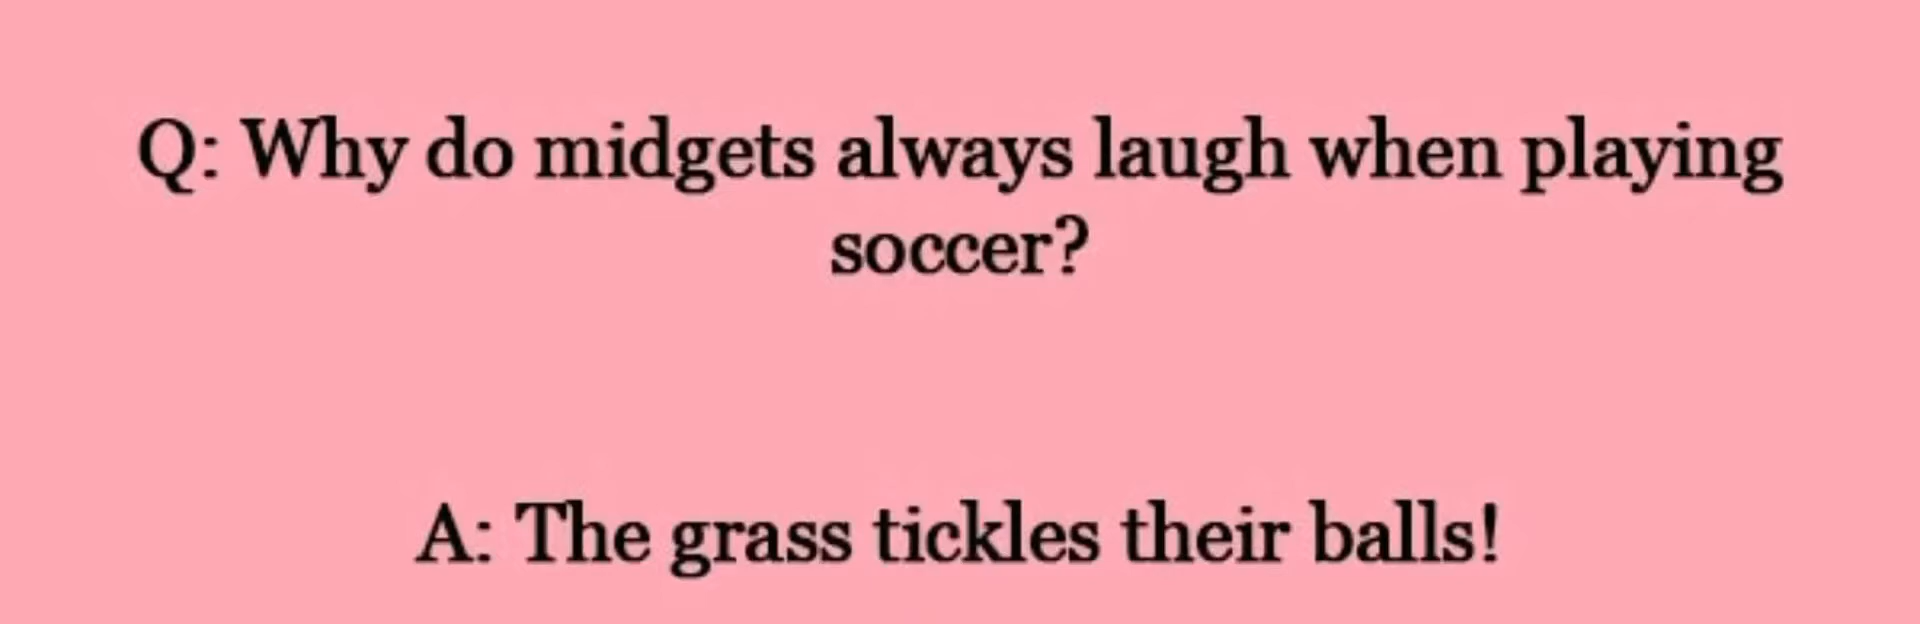 Q: Why do midgets always laugh when playing
soccer?
A: The grass tickles their balls!